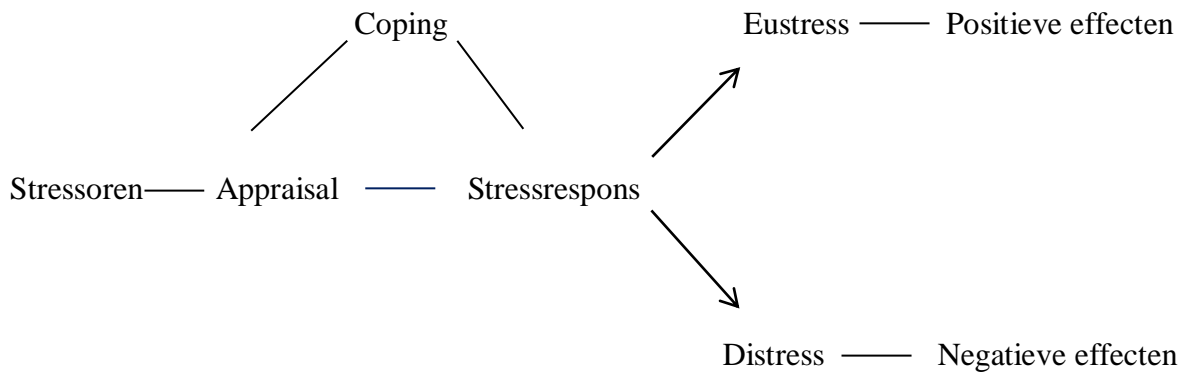 Coping
Eustress
Positieve effecten
Stressoren
Appraisal
Stressrespons
Distress
Negatieve effecten